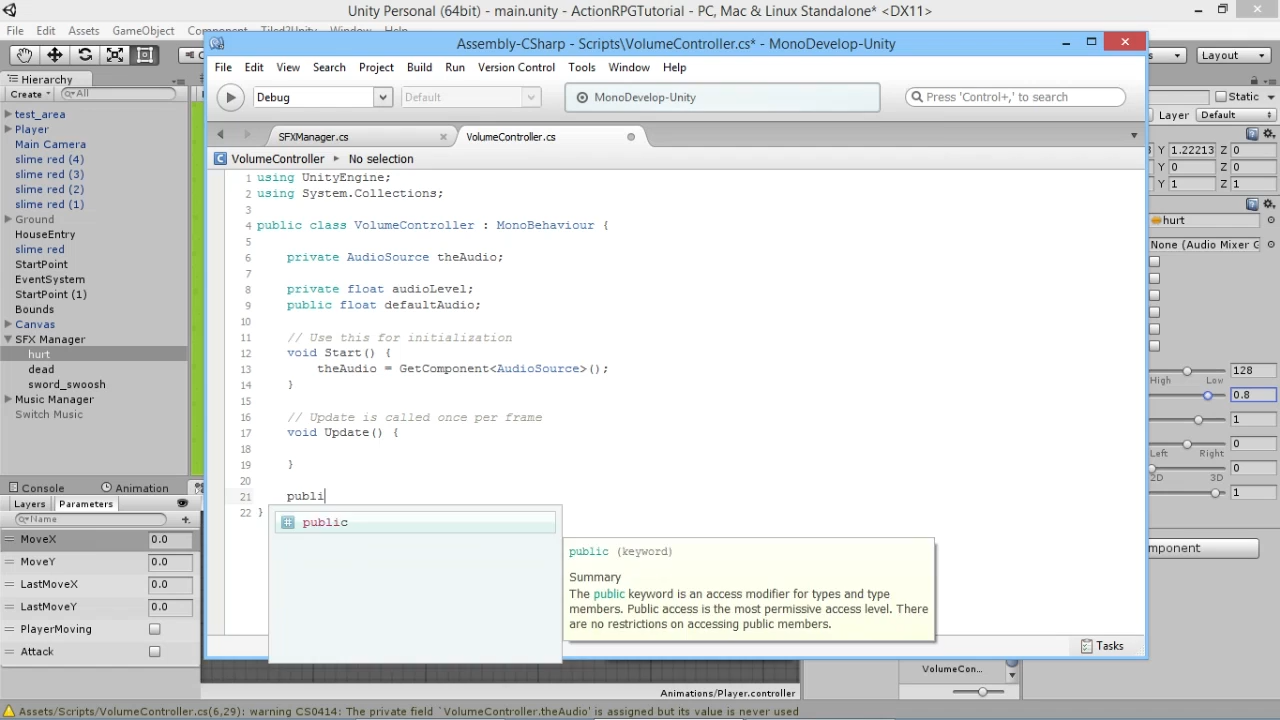 Unity Personal (64bit) - main.unity - ActionRPGTutorial - PC, Mac & Linux Standalone* <DX11>
File Edit Assets GameObject Window Help
Assembly-CSharp - Scripts\VolumeController.cs* - MonoDevelop-Unity
File Edit View Search Project Build Run Version Control Tools Window Help
Debug Default MonoDevelop-Unity Press 'Control+,' to search
Layout
Hierarchy
Create All
test_area
Player
Main Camera
slime red (4)
slime red (3)
slime red (2)
slime red (1)
Ground
HouseEntry
slime red
StartPoint
EventSystem
StartPoint (1)
Bounds
Canvas
SFX Manager
hurt
dead
sword_swoosh
Music Manager
Switch Music
SFXManager.cs VolumeController.cs
VolumeController No selection
1 using UnityEngine;
2 using System.Collections;
3
4 public class VolumeController : MonoBehaviour {
5
6 private AudioSource theAudio;
7
8 private float audioLevel;
9 public float defaultAudio;
10
11 // Use this for initialization
12 void Start() {
13 theAudio = GetComponent<AudioSource>();
14 }
15
16 // Update is called once per frame
17 void Update() {
18
19 }
20
21 publi
22 }
public
public (keyword)
Summary
The public keyword is an access modifier for types and type
members. Public access is the most permissive access level. There
are no restrictions on accessing public members.
Tasks
Static
Layer Default
Y 1.22213 Z 0
Y 0 Z 0
Y 1 Z 1
hurt
None (Audio Mixer G
128
High Low
0.8
1
0
Left Right
0
2D 3D
1
mponent
Console Animation
Layers Parameters
Name
MoveX 0.0
MoveY 0.0
LastMoveX 0.0
LastMoveY 0.0
PlayerMoving
Attack
VolumeCon...
Animations/Player.controller
Assets/Scripts/VolumeController.cs(6,29): warning CS0414: The private field `VolumeController.theAudio' is assigned but its value is never used